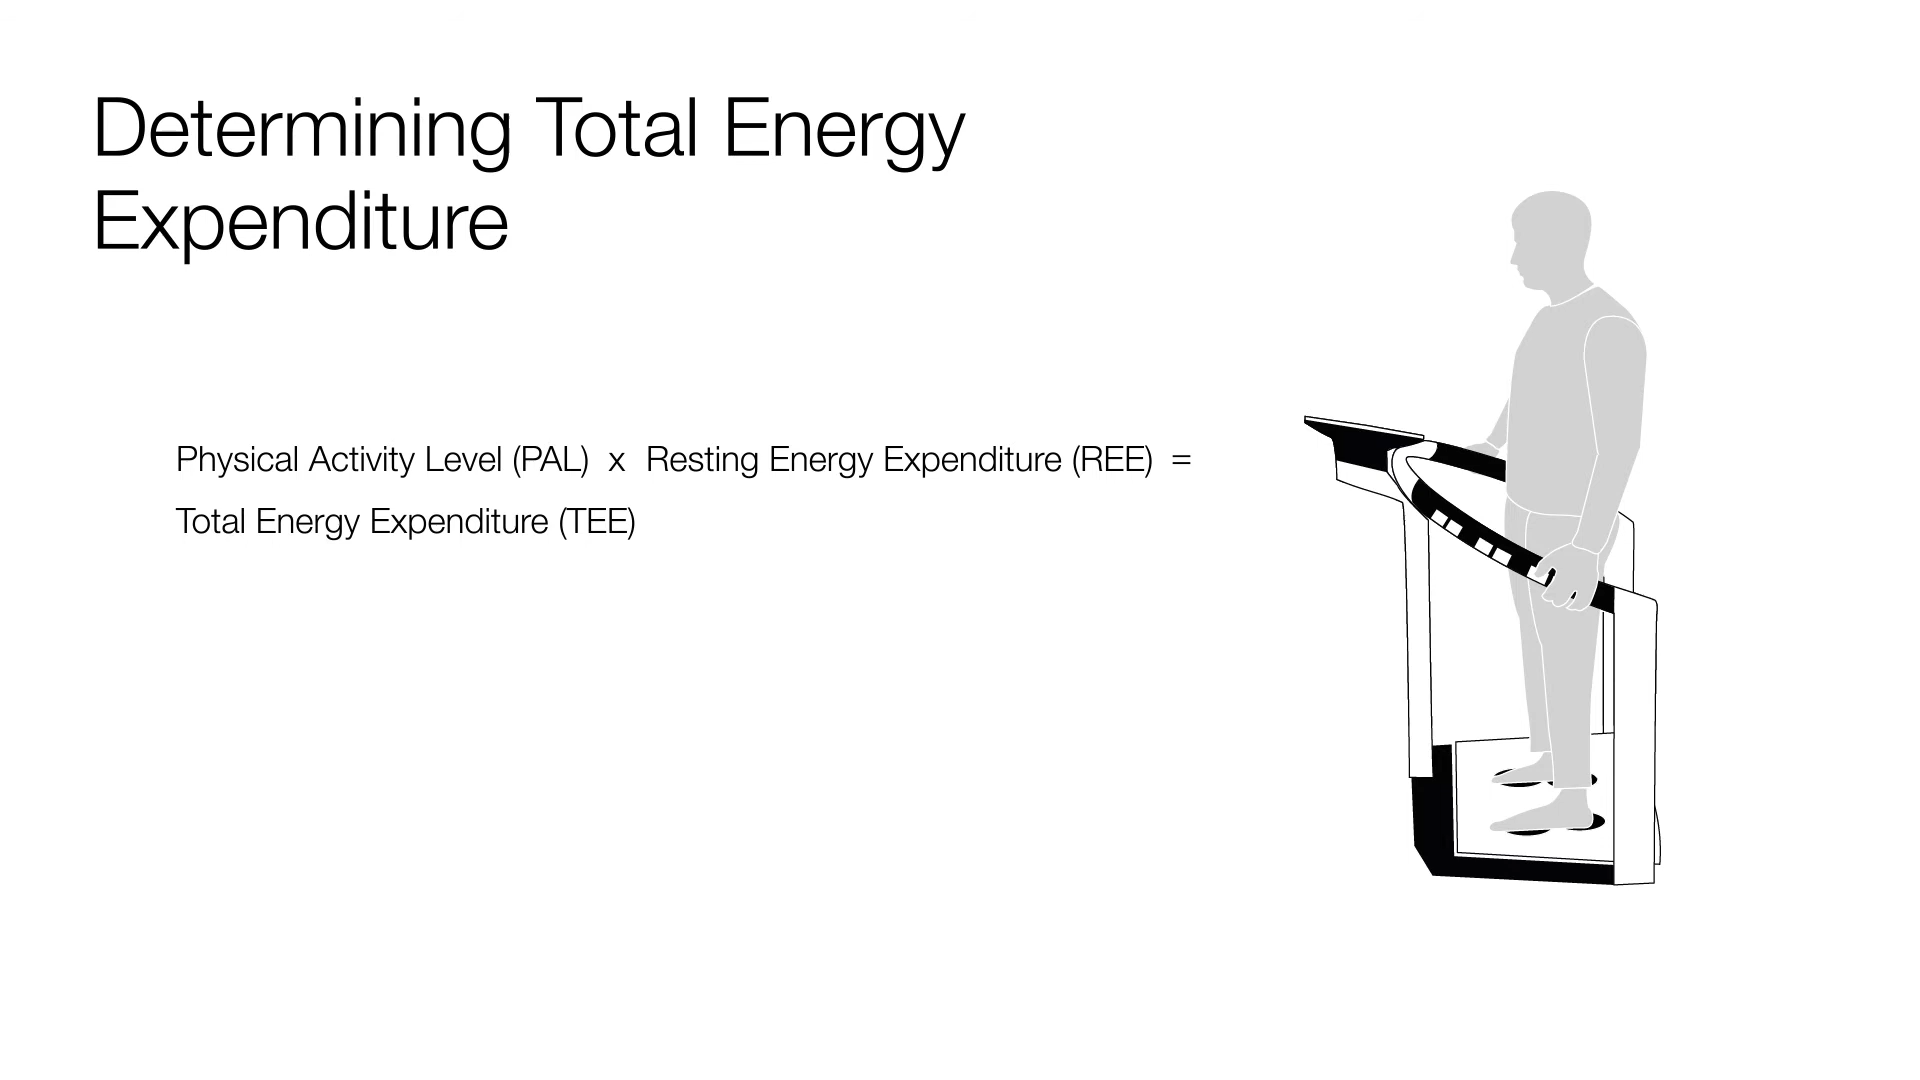 Determining Total Energy
Expenditure
Physical Activity Level (PAL) x Resting Energy Expenditure (REE) =
Total Energy Expenditure (TEE)